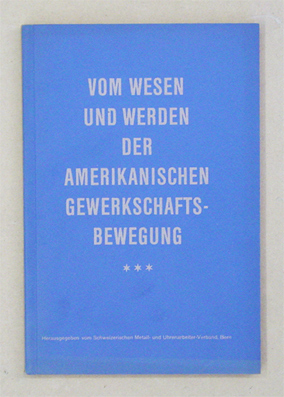 VOM WESEN
UND WERDEN
DER
AMERIKANISCHEN
GEWERKSCHAFTS-
BEWEGUNG
***
Herausgegeben vom Schweizerischen Metall- und Uhrenarbeiter-Verband, Bern